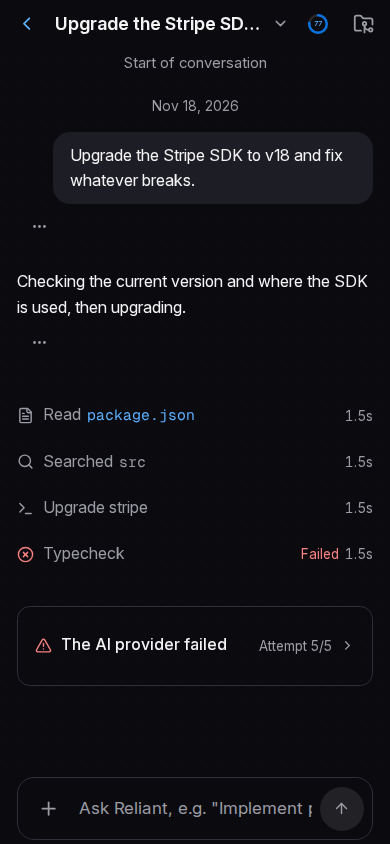 Upgrade the Stripe SD...
77
Start of conversation
Nov 18, 2026
Upgrade the Stripe SDK to v18 and fix
whatever breaks.
Checking the current version and where the SDK
is used, then upgrading.
Read package.json 1.5s
Searched src 1.5s
Upgrade stripe 1.5s
Typecheck Failed 1.5s
The AI provider failed Attempt 5/5
Ask Reliant, e.g. "Implement